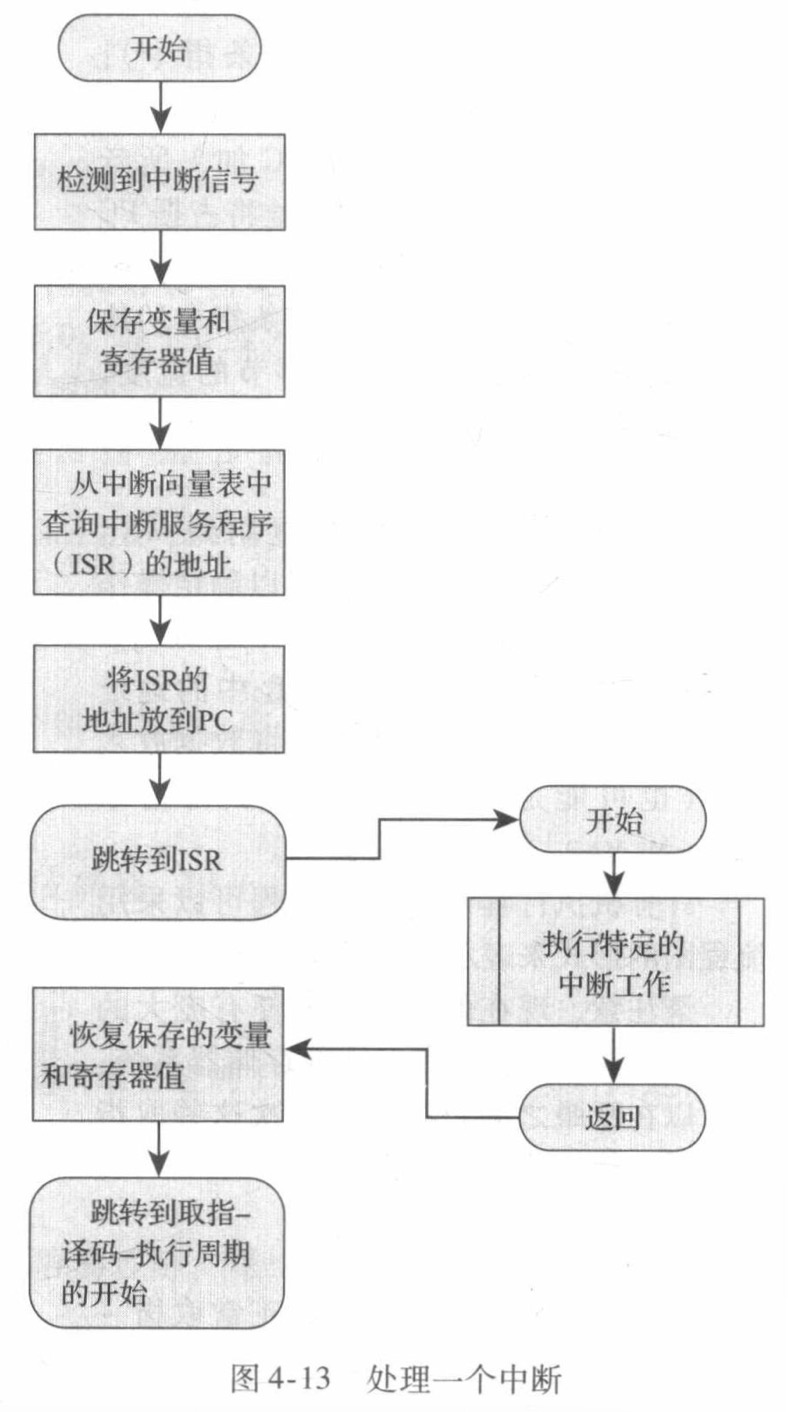 开始
检测到中断信号
保存变量和
寄存器值
从中断向量表中
查询中断服务程序
（ISR）的地址
将ISR的
地址放到PC
跳转到ISR
开始
执行特定的
中断工作
返回
恢复保存的变量
和寄存器值
跳转到取指–
译码–执行周期
的开始
图 4-13 处理一个中断